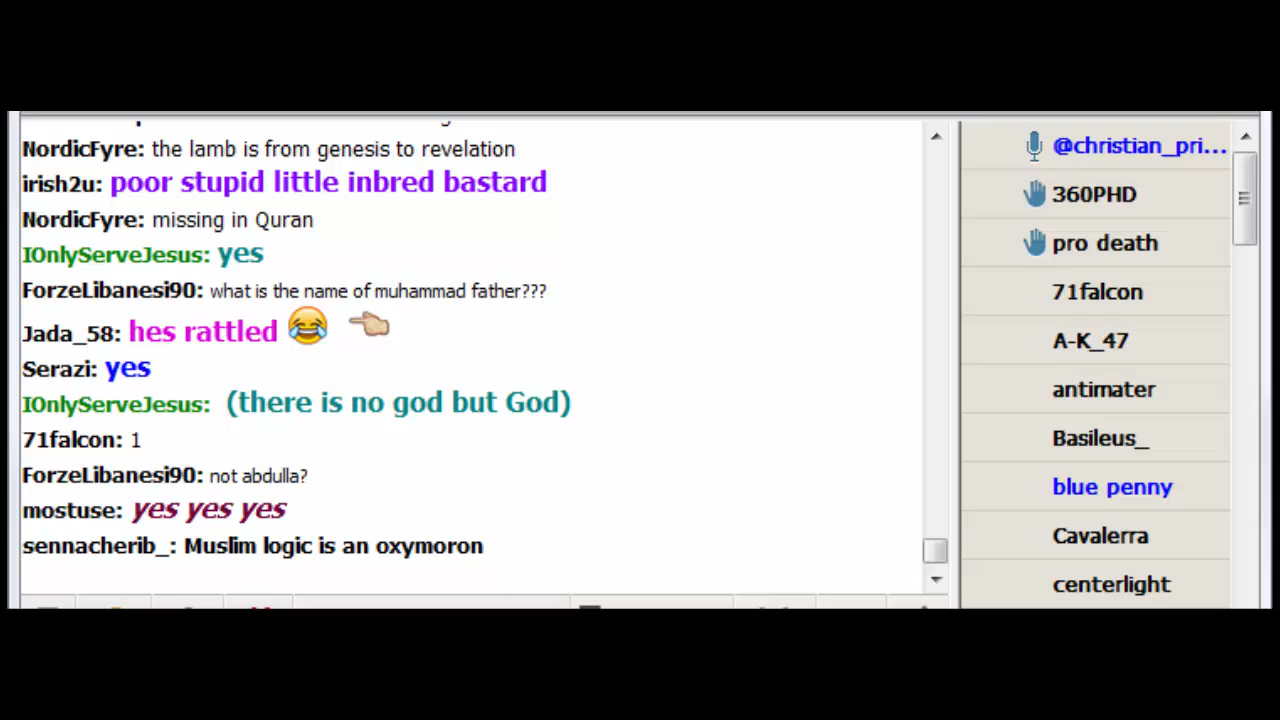 NordicFyre: the lamb is from genesis to revelation
irish2u: poor stupid little inbred bastard
NordicFyre: missing in Quran
IOnlyServeJesus: yes
ForzeLibanesi90: what is the name of muhammad father???
Jada_58: hes rattled 😂 👈
Serazi: yes
IOnlyServeJesus: (there is no god but God)
71falcon: 1
ForzeLibanesi90: not abdulla?
mostuse: yes yes yes
sennacherib_: Muslim logic is an oxymoron
@christian_pri...
360PHD
pro death
71falcon
A-K_47
antimater
Basileus_
blue penny
Cavalerra
centerlight